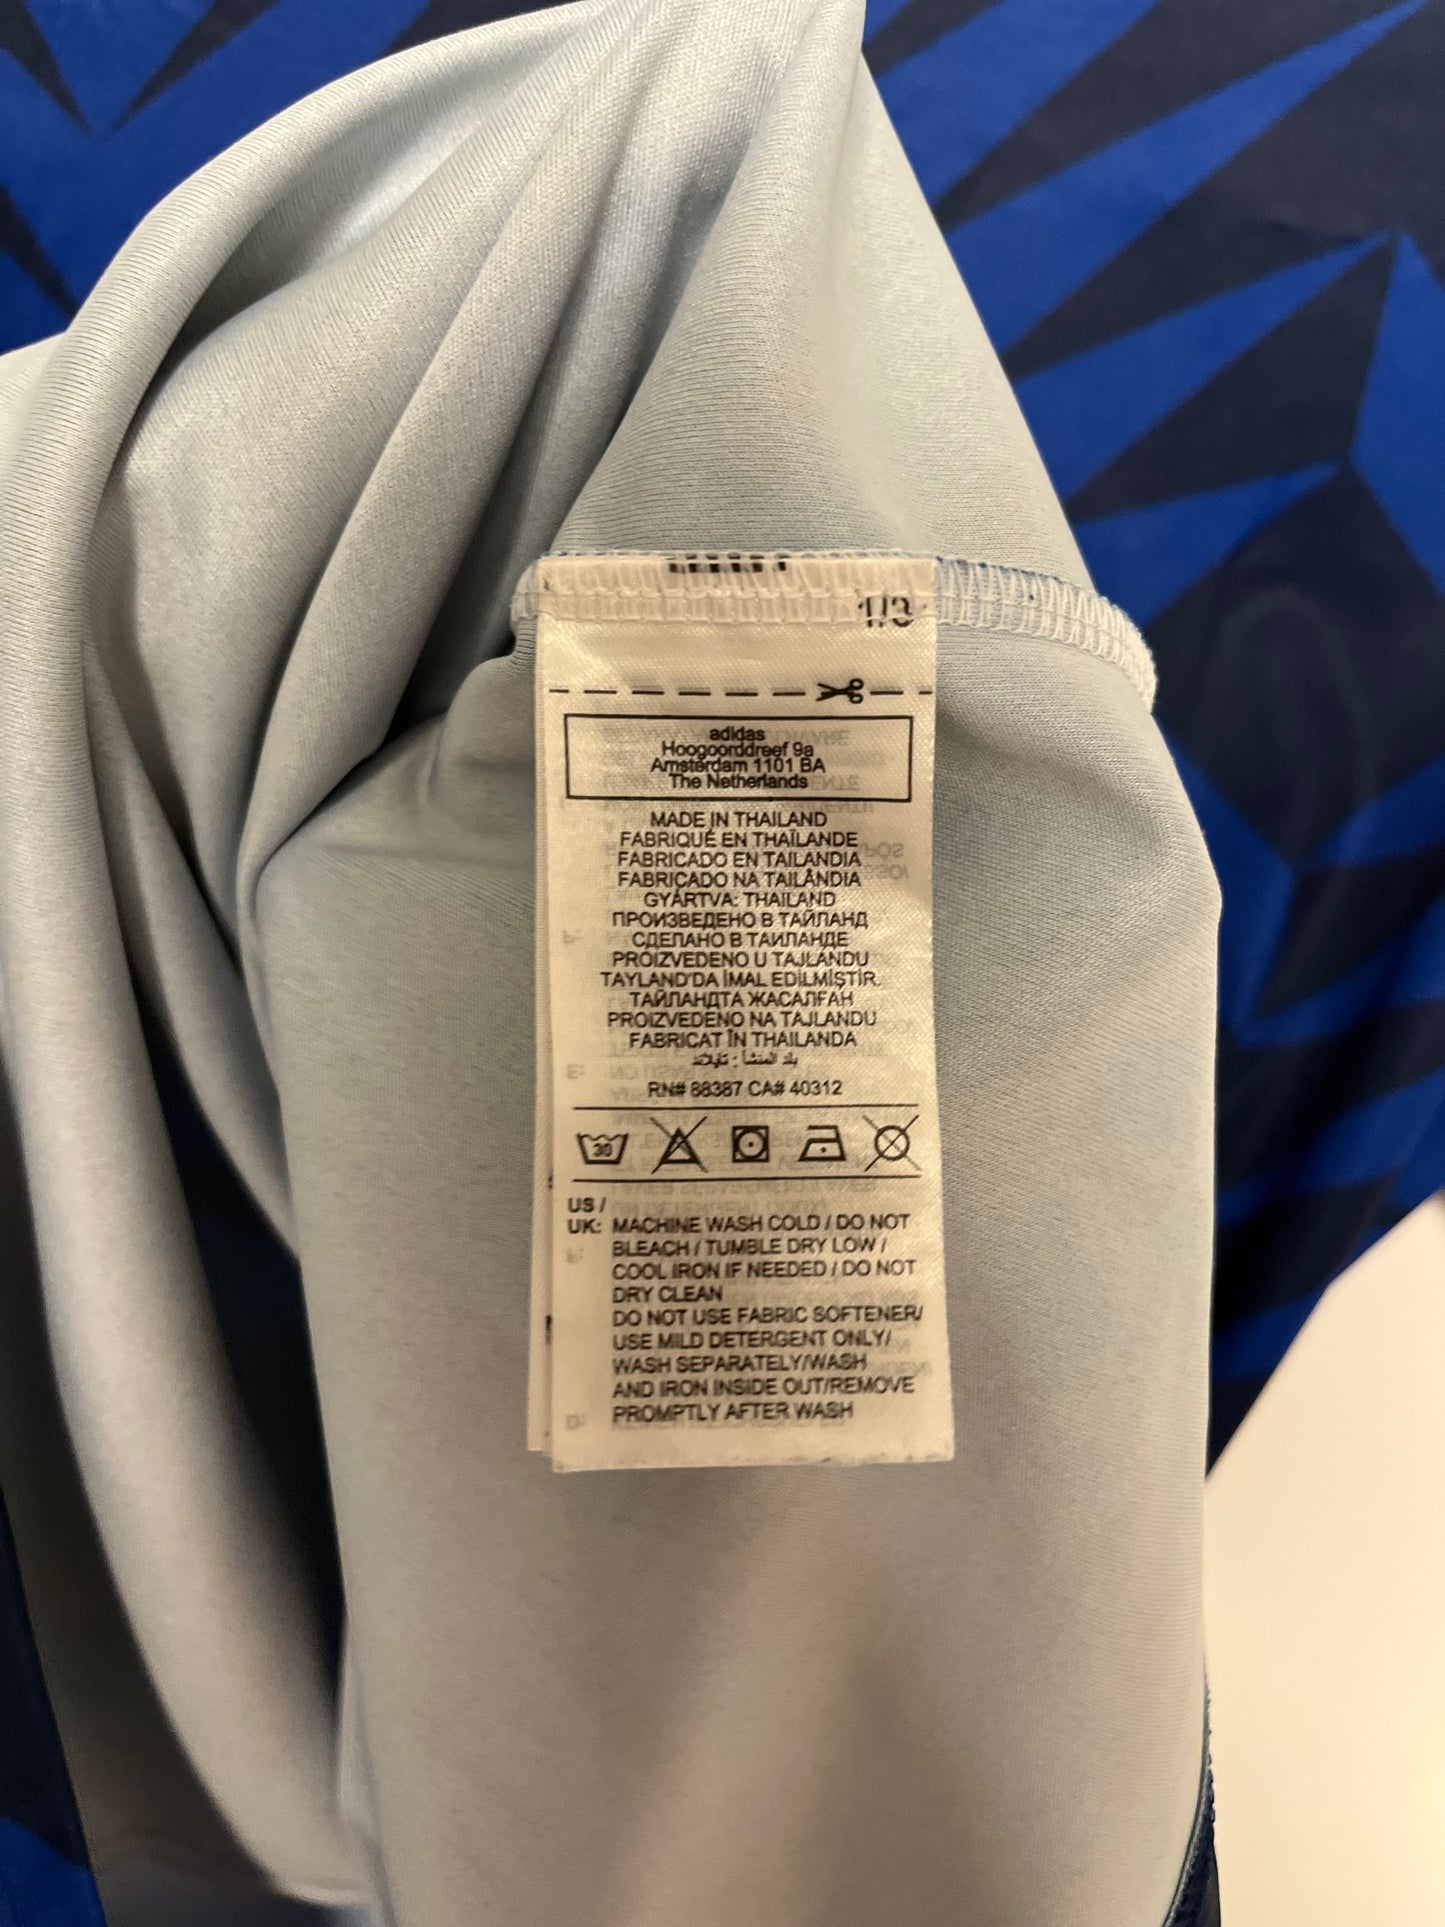 1/3
adidas
Hoogoorddreef 9a
Amsterdam 1101 BA
The Netherlands
MADE IN THAILAND
FABRIQUÉ EN THAÏLANDE
FABRICADO EN TAILANDIA
FABRICADO NA TAILÂNDIA
GYÁRTVA: THAILAND
ПРОИЗВЕДЕНО В ТАЙЛАНД
СДЕЛАНО В ТАИЛАНДЕ
PROIZVEDENO U TAJLANDU
TAYLAND'DA İMAL EDİLMİŞTİR.
ТАЙЛАНДТА ЖАСАЛҒАН
PROIZVEDENO NA TAJLANDU
FABRICAT ÎN THAILANDA
بلد المنشأ : تايلاند
RN# 88387 CA# 40312
30
US /
UK: MACHINE WASH COLD / DO NOT
BLEACH / TUMBLE DRY LOW /
COOL IRON IF NEEDED / DO NOT
DRY CLEAN
DO NOT USE FABRIC SOFTENER/
USE MILD DETERGENT ONLY/
WASH SEPARATELY/WASH
AND IRON INSIDE OUT/REMOVE
PROMPTLY AFTER WASH